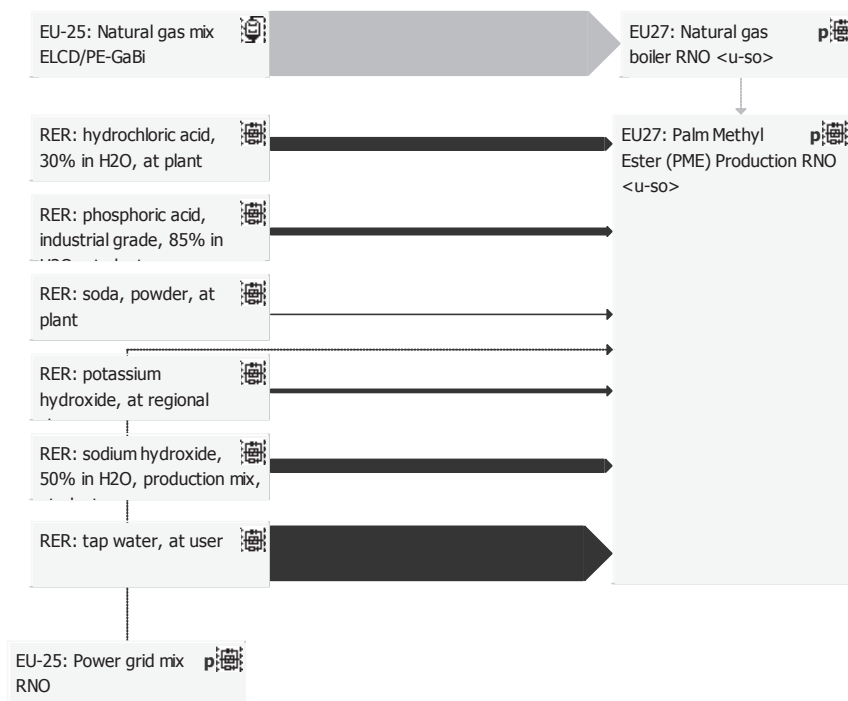 EU-25: Natural gas mix
ELCD/PE-GaBi
EU27: Natural gas
boiler RNO <u-so>
p
RER: hydrochloric acid,
30% in H2O, at plant
EU27: Palm Methyl
Ester (PME) Production RNO
<u-so>
p
RER: phosphoric acid,
industrial grade, 85% in
RER: soda, powder, at
plant
RER: potassium
hydroxide, at regional
RER: sodium hydroxide,
50% in H2O, production mix,
RER: tap water, at user
EU-25: Power grid mix
RNO
p